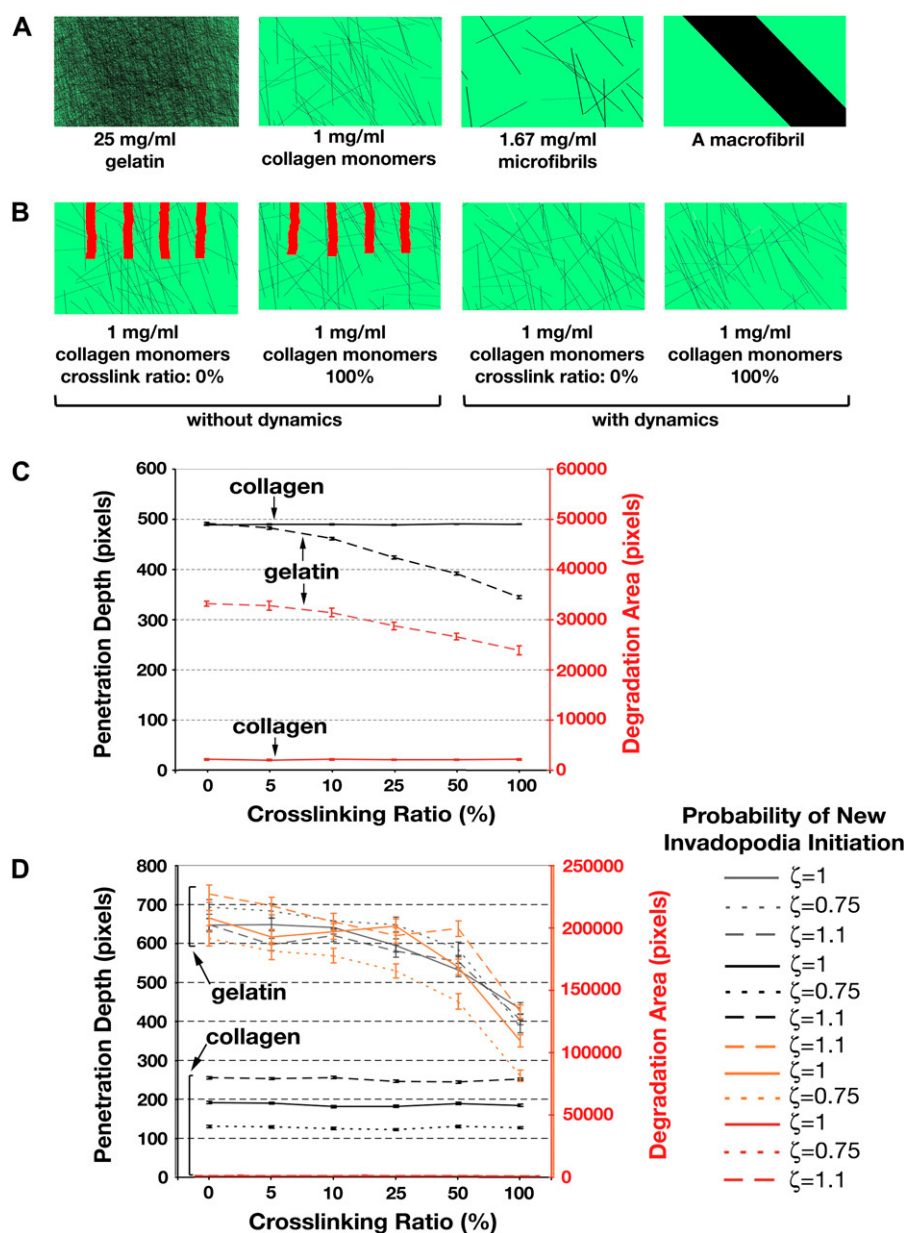 A
25 mg/ml
gelatin
1 mg/ml
collagen monomers
1.67 mg/ml
microfibrils
A macrofibril
B
1 mg/ml
collagen monomers
crosslink ratio: 0%
1 mg/ml
collagen monomers
100%
1 mg/ml
collagen monomers
crosslink ratio: 0%
1 mg/ml
collagen monomers
100%
without dynamics
with dynamics
C
Penetration Depth (pixels)
600
500
400
300
200
100
0
collagen
gelatin
collagen
60000
50000
40000
30000
20000
10000
0
Degradation Area (pixels)
0 5 10 25 50 100
Crosslinking Ratio (%)
D
Penetration Depth (pixels)
800
700
600
500
400
300
200
100
0
gelatin
collagen
250000
200000
150000
100000
50000
0
Degradation Area (pixels)
0 5 10 25 50 100
Crosslinking Ratio (%)
Probability of New
Invadopodia Initiation
ζ=1
ζ=0.75
ζ=1.1
ζ=1
ζ=0.75
ζ=1.1
ζ=1.1
ζ=1
ζ=0.75
ζ=1
ζ=0.75
ζ=1.1